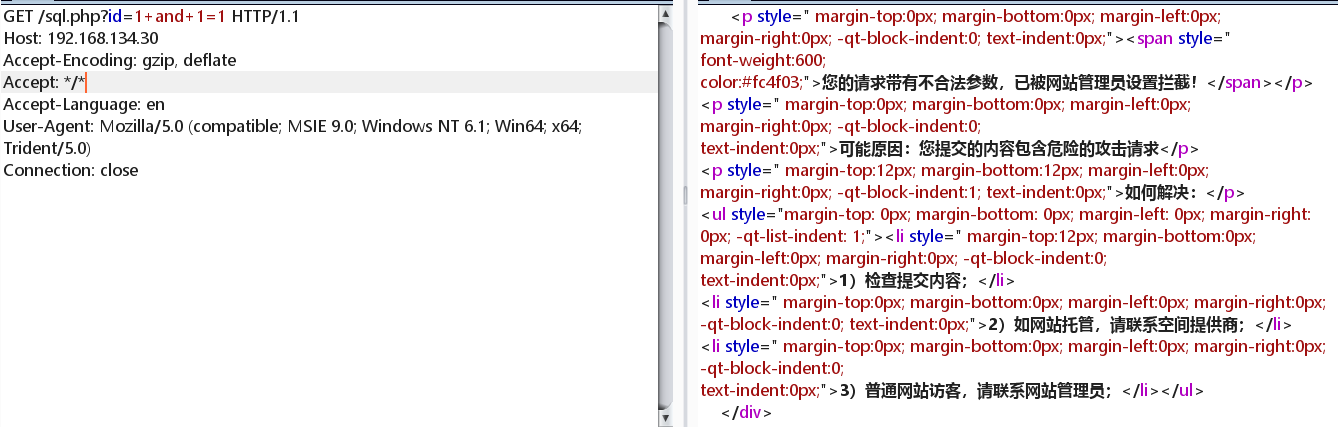 GET /sql.php?id=1+and+1=1 HTTP/1.1
Host: 192.168.134.30
Accept-Encoding: gzip, deflate
Accept: */*
Accept-Language: en
User-Agent: Mozilla/5.0 (compatible; MSIE 9.0; Windows NT 6.1; Win64; x64;
Trident/5.0)
Connection: close
<p style=" margin-top:0px; margin-bottom:0px; margin-left:0px;
margin-right:0px; -qt-block-indent:0; text-indent:0px;"><span style="
font-weight:600;
color:#fc4f03;">您的请求带有不合法参数，已被网站管理员设置拦截！</span></p>
<p style=" margin-top:0px; margin-bottom:0px; margin-left:0px;
margin-right:0px; -qt-block-indent:0;
text-indent:0px;">可能原因：您提交的内容包含危险的攻击请求</p>
<p style=" margin-top:12px; margin-bottom:12px; margin-left:0px;
margin-right:0px; -qt-block-indent:1; text-indent:0px;">如何解决：</p>
<ul style="margin-top: 0px; margin-bottom: 0px; margin-left: 0px; margin-right:
0px; -qt-list-indent: 1;"><li style=" margin-top:12px; margin-bottom:0px;
margin-left:0px; margin-right:0px; -qt-block-indent:0;
text-indent:0px;">1）检查提交内容；</li>
<li style=" margin-top:0px; margin-bottom:0px; margin-left:0px; margin-right:0px;
-qt-block-indent:0; text-indent:0px;">2）如网站托管，请联系空间提供商；</li>
<li style=" margin-top:0px; margin-bottom:0px; margin-left:0px; margin-right:0px;
-qt-block-indent:0;
text-indent:0px;">3）普通网站访客，请联系网站管理员；</li></ul>
</div>